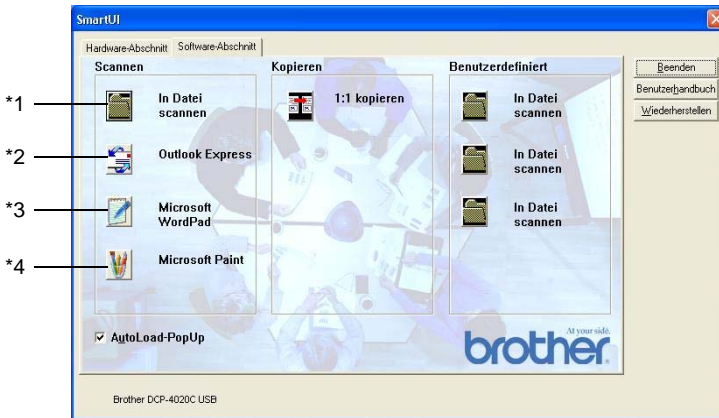 SmartUI
Hardware-Abschnitt Software-Abschnitt
Scannen
Kopieren
Benutzerdefiniert
Beenden
Benutzerhandbuch
Wiederherstellen
*1
In Datei
scannen
*2
Outlook Express
*3
Microsoft
WordPad
*4
Microsoft Paint
1:1 kopieren
In Datei
scannen
In Datei
scannen
In Datei
scannen
AutoLoad-PopUp
At your side.
brother
Brother DCP-4020C USB